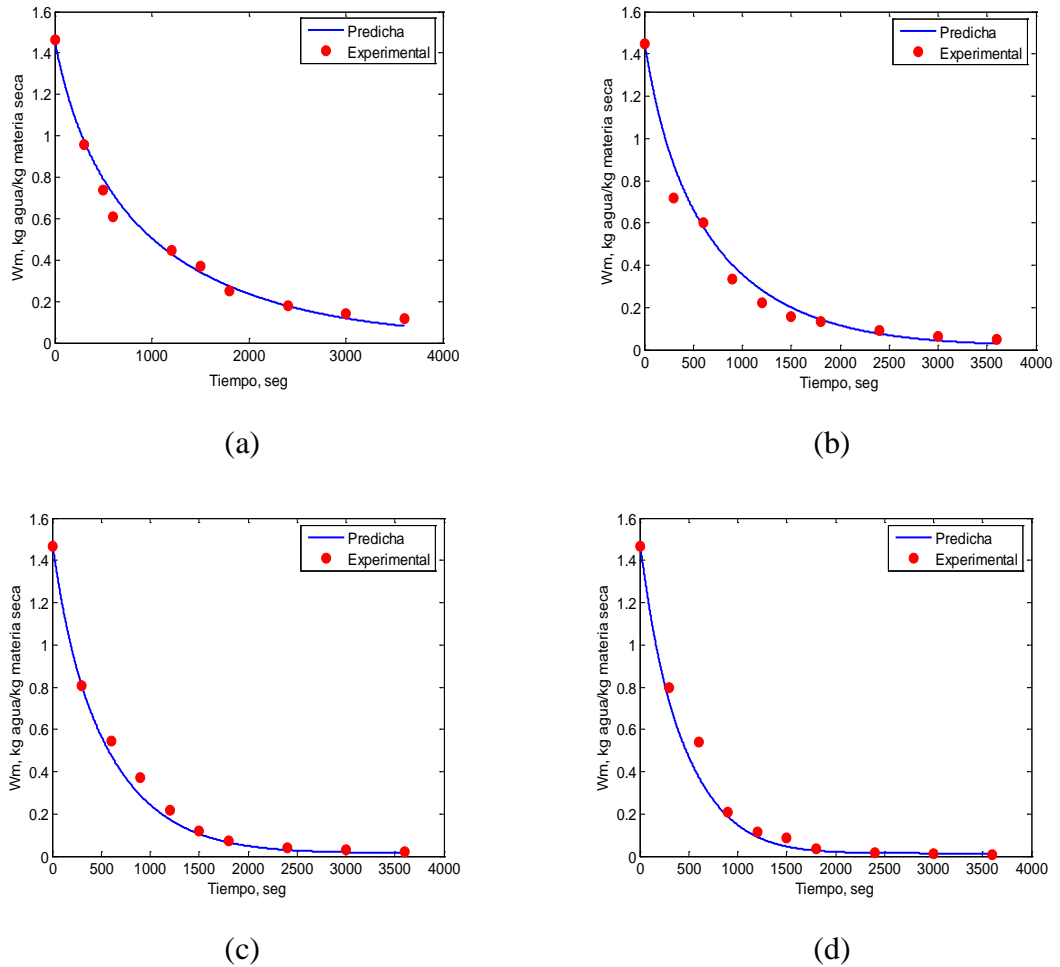 1.6
Predicha
Experimental
1.4
1.2
1
0.8
0.6
0.4
0.2
0
0 1000 2000 3000 4000
Wm, kg agua/kg materia seca
Tiempo, seg
(a)
1.6
Predicha
Experimental
1.4
1.2
1
0.8
0.6
0.4
0.2
0
0 500 1000 1500 2000 2500 3000 3500 4000
Wm, kg agua/kg materia seca
Tiempo, seg
(b)
1.6
Predicha
Experimental
1.4
1.2
1
0.8
0.6
0.4
0.2
0
0 500 1000 1500 2000 2500 3000 3500 4000
Wm, kg agua/kg materia seca
Tiempo, seg
(c)
1.6
Predicha
Experimental
1.4
1.2
1
0.8
0.6
0.4
0.2
0
0 500 1000 1500 2000 2500 3000 3500 4000
Wm, kg agua/kg materia seca
Tiempo, seg
(d)